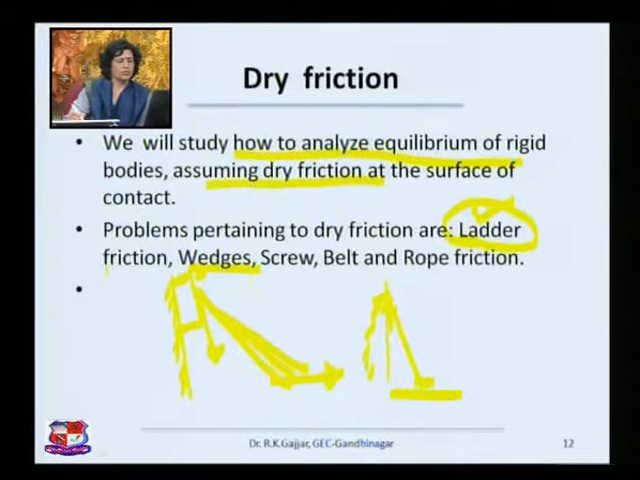 Dry friction
• We will study how to analyze equilibrium of rigid
bodies, assuming dry friction at the surface of
contact.
• Problems pertaining to dry friction are: Ladder
friction, Wedges, Screw, Belt and Rope friction.
•
Dr. R.K.Gajjar, GEC-Gandhinagar
12